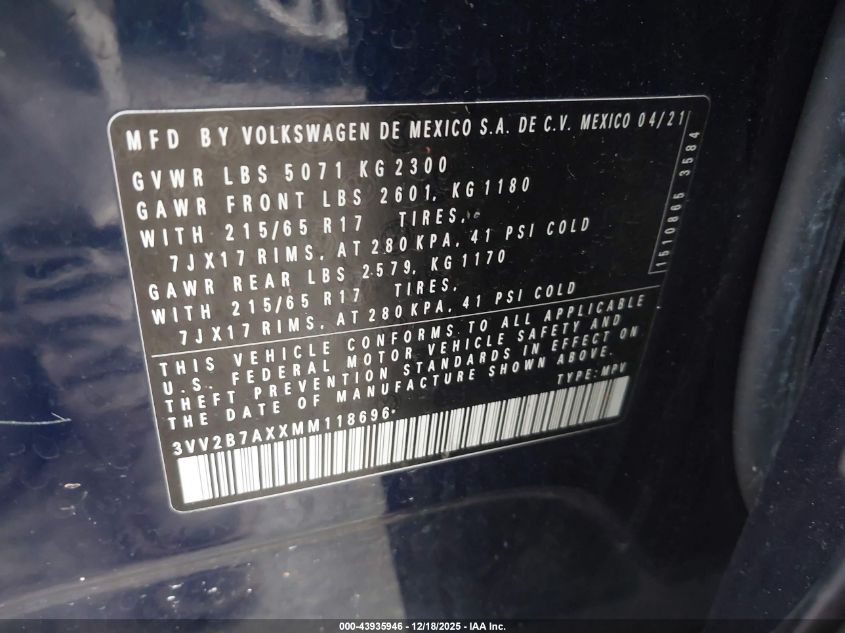 MFD BY VOLKSWAGEN DE MEXICO S.A. DE C.V. MEXICO 04/21
GVWR LBS 5071 KG 2300
GAWR FRONT LBS 2601, KG 1180
WITH 215/65 R17 TIRES,
7JX17 RIMS, AT 280 KPA, 41 PSI COLD
GAWR REAR LBS 2579, KG 1170
WITH 215/65 R17 TIRES,
7JX17 RIMS, AT 280 KPA, 41 PSI COLD
1510865 3584
THIS VEHICLE CONFORMS TO ALL APPLICABLE
U.S. FEDERAL MOTOR VEHICLE SAFETY AND
THEFT PREVENTION STANDARDS IN EFFECT ON
THE DATE OF MANUFACTURE SHOWN ABOVE.
3VV2B7AXXMM118696* TYPE: MPV
000-43935946 - 12/18/2025 - IAA Inc.